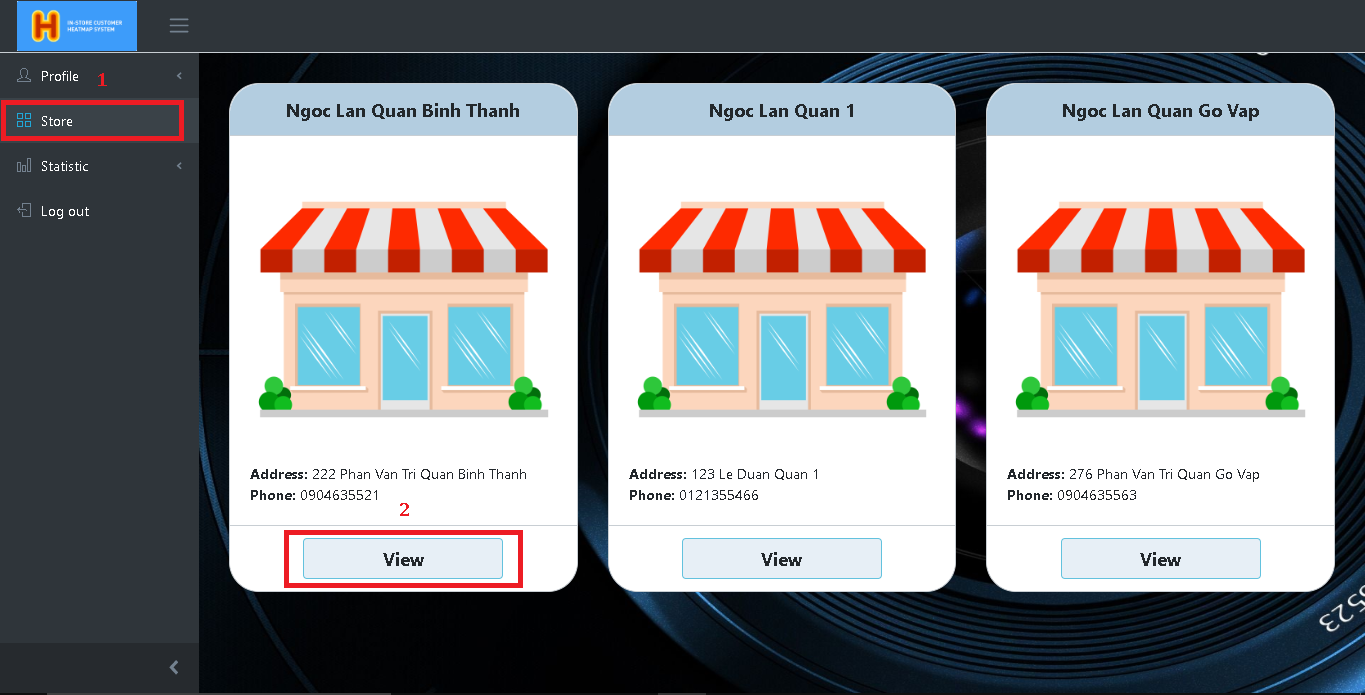 H IN-STORE CUSTOMER
HEATMAP SYSTEM
Profile 1
Store
Statistic
Log out
Ngoc Lan Quan Binh Thanh
Address: 222 Phan Van Tri Quan Binh Thanh
Phone: 0904635521
2
View
Ngoc Lan Quan 1
Address: 123 Le Duan Quan 1
Phone: 0121355466
View
Ngoc Lan Quan Go Vap
Address: 276 Phan Van Tri Quan Go Vap
Phone: 0904635563
View